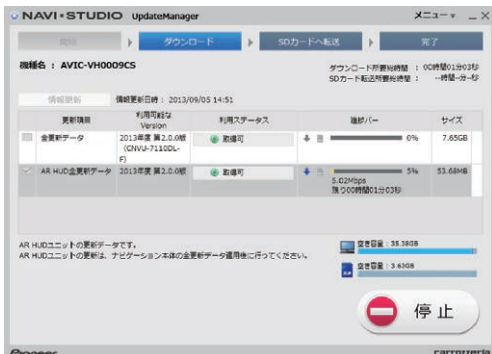 NAVI*STUDIO UpdateManager メニュー
開始 ダウンロード SDカードへ転送 完了
機種名 : AVIC-VH0009CS
ダウンロード所要総時間 : 00時間01分03秒
SDカード転送所要総時間 : --時間--分--秒
情報更新 情報更新日時 : 2013/09/05 14:51
更新項目 利用可能なVersion 利用ステータス 進捗バー サイズ
全更新データ 2013年度 第2.0.0版 (CNVU-7110DL-F) 取得可 0% 7.65GB
AR HUD全更新データ 2013年度 第2.0.0版 取得可 5% 53.68MB
5.02Mbps
残り00時間01分03秒
AR HUDユニットの更新データです。
AR HUDユニットの更新は、ナビゲーション本体の全更新データ適用後に行ってください。
空き容量 : 38.38GB
空き容量 : 3.63GB
停止
Pioneer carrozzeria